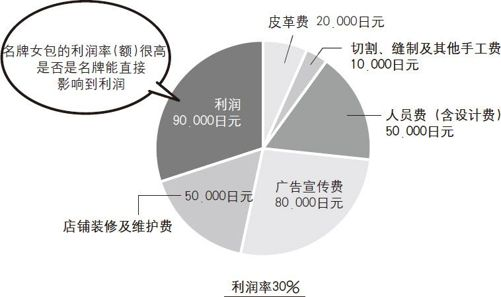 名牌女包的利润率(额)很高
是否是名牌能直接
影响到利润
皮革费 20,000日元
切割、缝制及其他手工费
10,000日元
人员费（含设计费）
50,000日元
利润
90,000日元
广告宣传费
80,000日元
50,000日元
店铺装修及维护费
利润率30%